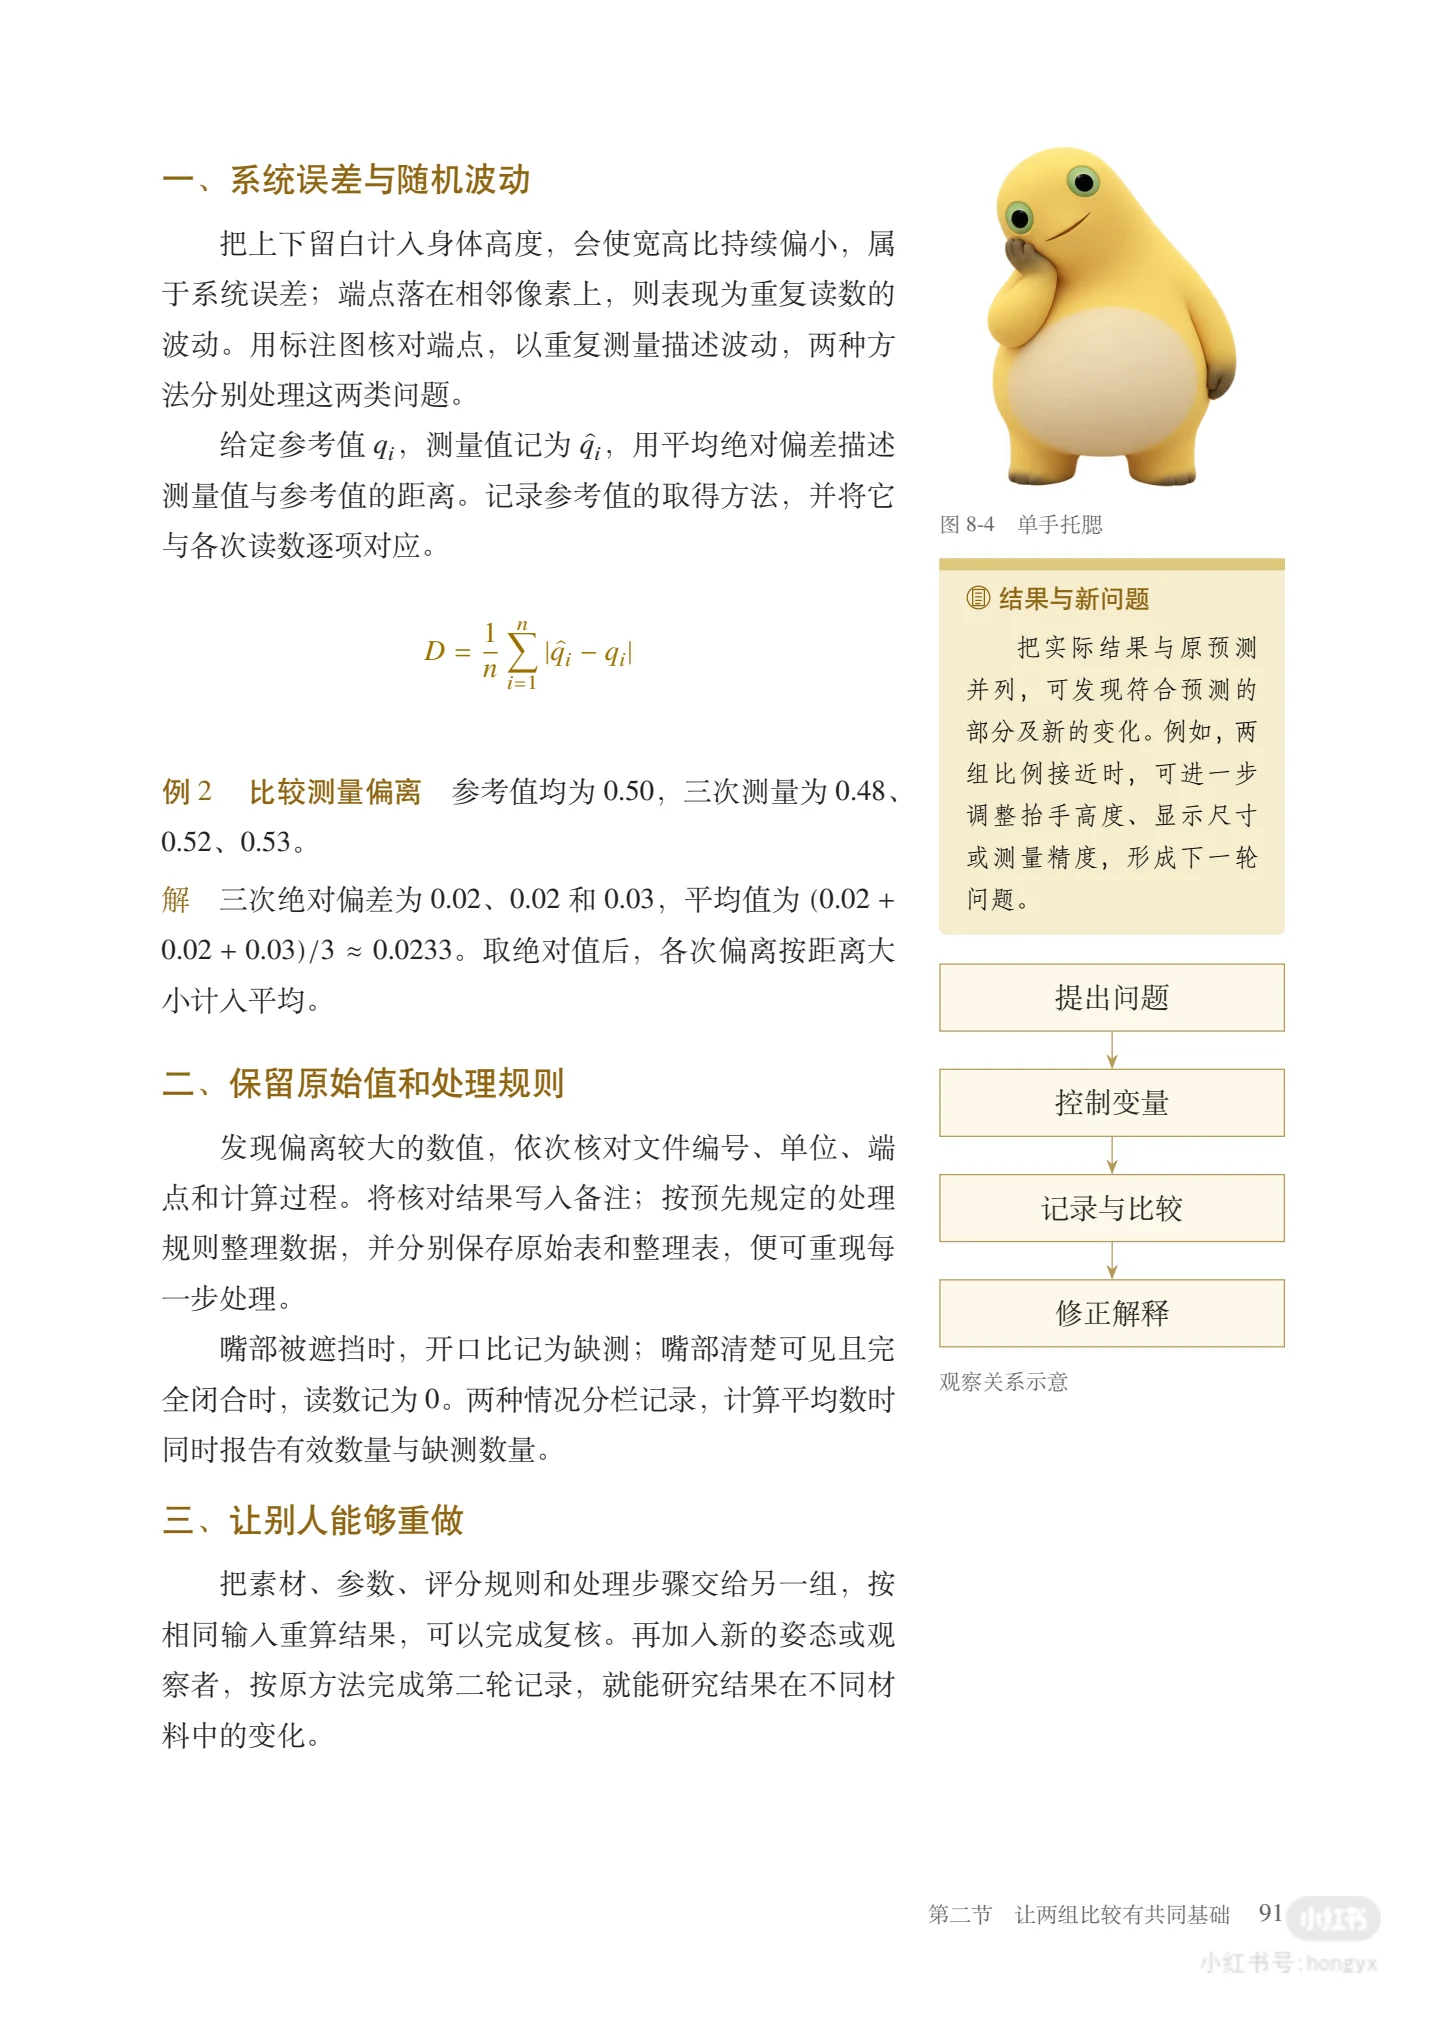 一、系统误差与随机波动
把上下留白计入身体高度，会使宽高比持续偏小，属
于系统误差；端点落在相邻像素上，则表现为重复读数的
波动。用标注图核对端点，以重复测量描述波动，两种方
法分别处理这两类问题。
给定参考值 qᵢ，测量值记为 q̂ᵢ，用平均绝对偏差描述
测量值与参考值的距离。记录参考值的取得方法，并将它
与各次读数逐项对应。
D = 1/n ∑ᵢ₌₁ⁿ |q̂ᵢ − qᵢ|
例 2 比较测量偏离 参考值均为 0.50，三次测量为 0.48、
0.52、0.53。
解 三次绝对偏差为 0.02、0.02 和 0.03，平均值为 (0.02 +
0.02 + 0.03)/3 ≈ 0.0233。取绝对值后，各次偏离按距离大
小计入平均。
二、保留原始值和处理规则
发现偏离较大的数值，依次核对文件编号、单位、端
点和计算过程。将核对结果写入备注；按预先规定的处理
规则整理数据，并分别保存原始表和整理表，便可重现每
一步处理。
嘴部被遮挡时，开口比记为缺测；嘴部清楚可见且完
全闭合时，读数记为 0。两种情况分栏记录，计算平均数时
同时报告有效数量与缺测数量。
三、让别人能够重做
把素材、参数、评分规则和处理步骤交给另一组，按
相同输入重算结果，可以完成复核。再加入新的姿态或观
察者，按原方法完成第二轮记录，就能研究结果在不同材
料中的变化。
图 8-4 单手托腮
结果与新问题
把实际结果与原预测
并列，可发现符合预测的
部分及新的变化。例如，两
组比例接近时，可进一步
调整抬手高度、显示尺寸
或测量精度，形成下一轮
问题。
提出问题
控制变量
记录与比较
修正解释
观察关系示意
第二节 让两组比较有共同基础 91
小红书
小红书号:hongyx